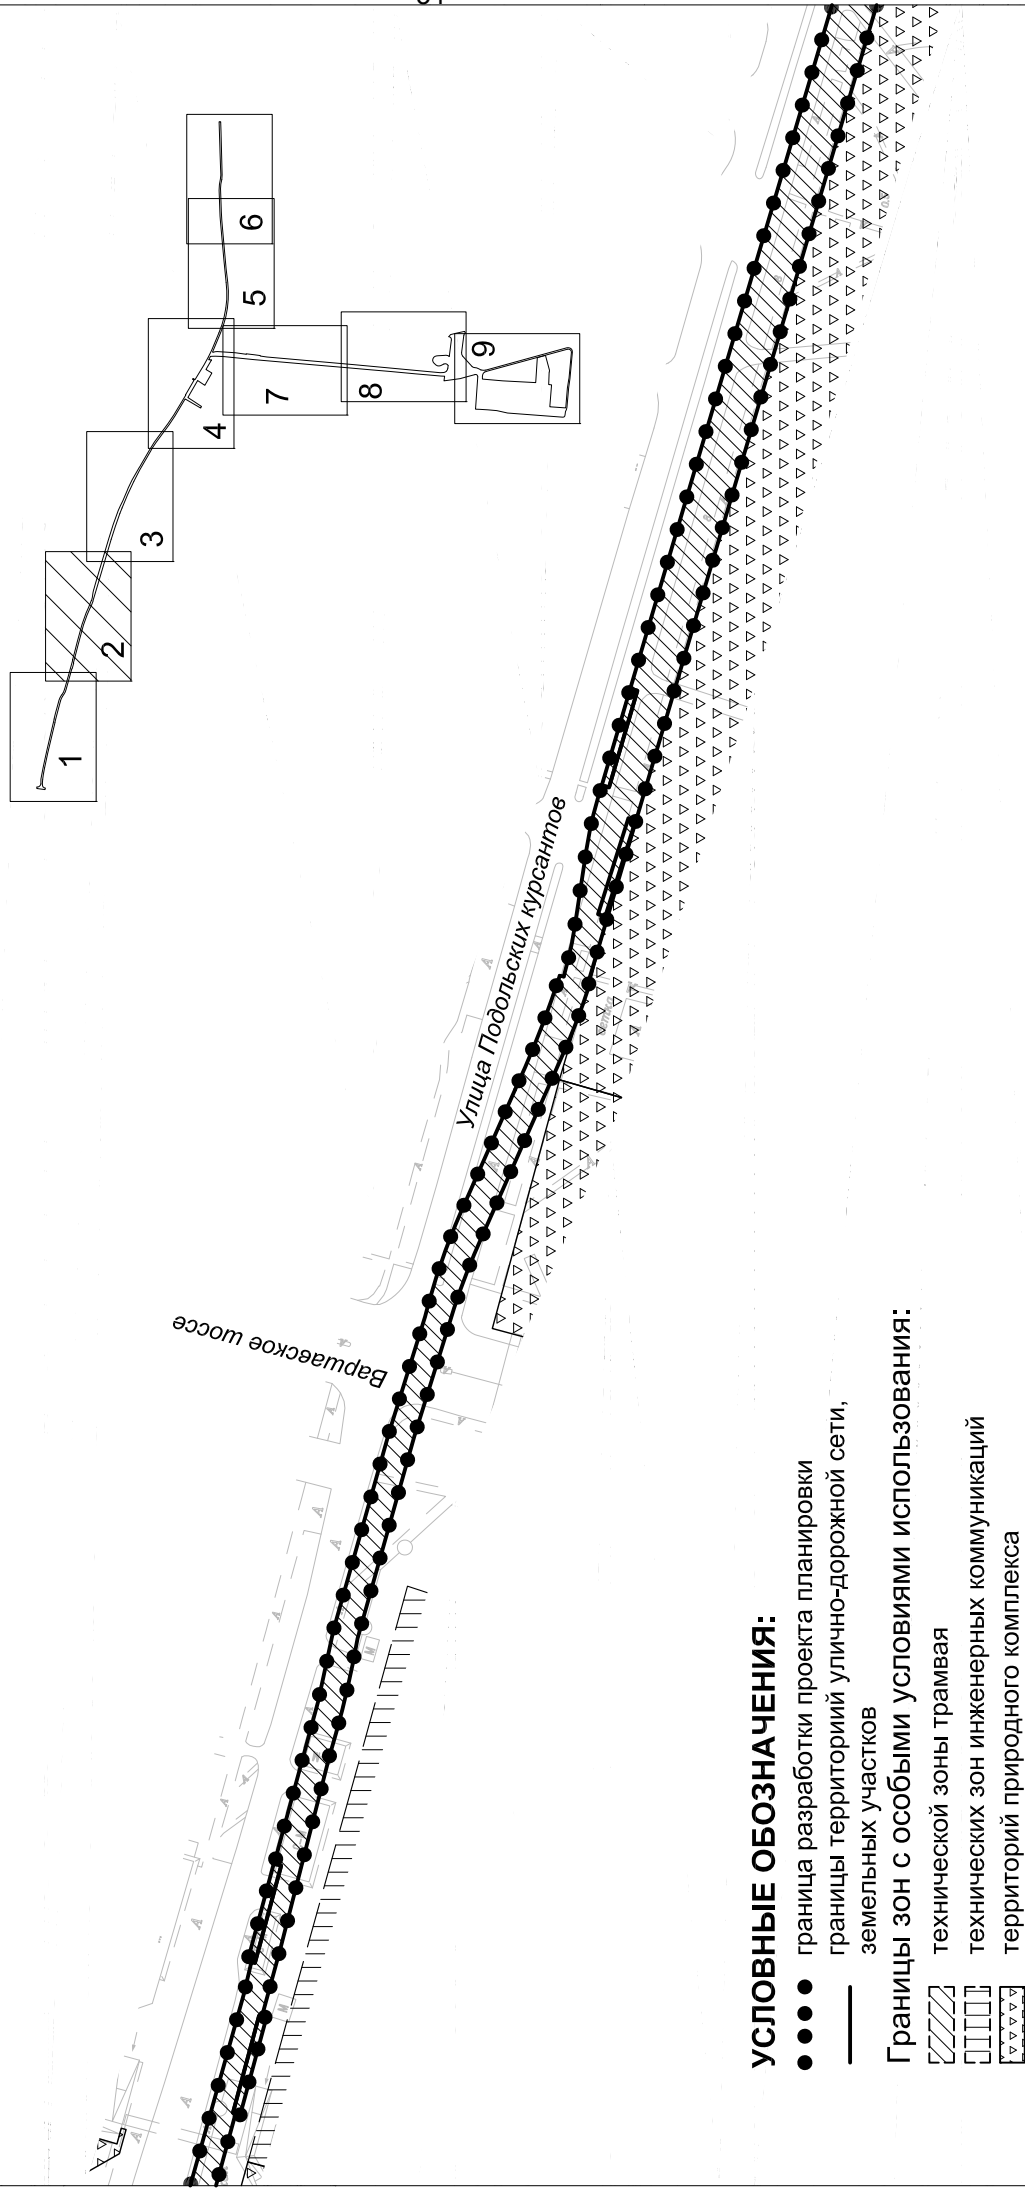 1
2
3
4
5
6
7
8
9
Улица Подольских курсантов
Варшавское шоссе
УСЛОВНЫЕ ОБОЗНАЧЕНИЯ:
граница разработки проекта планировки
границы территориий улично-дорожной сети,
земельных участков
Границы зон с особыми условиями использования:
технической зоны трамвая
технических зон инженерных коммуникаций
территорий природного комплекса